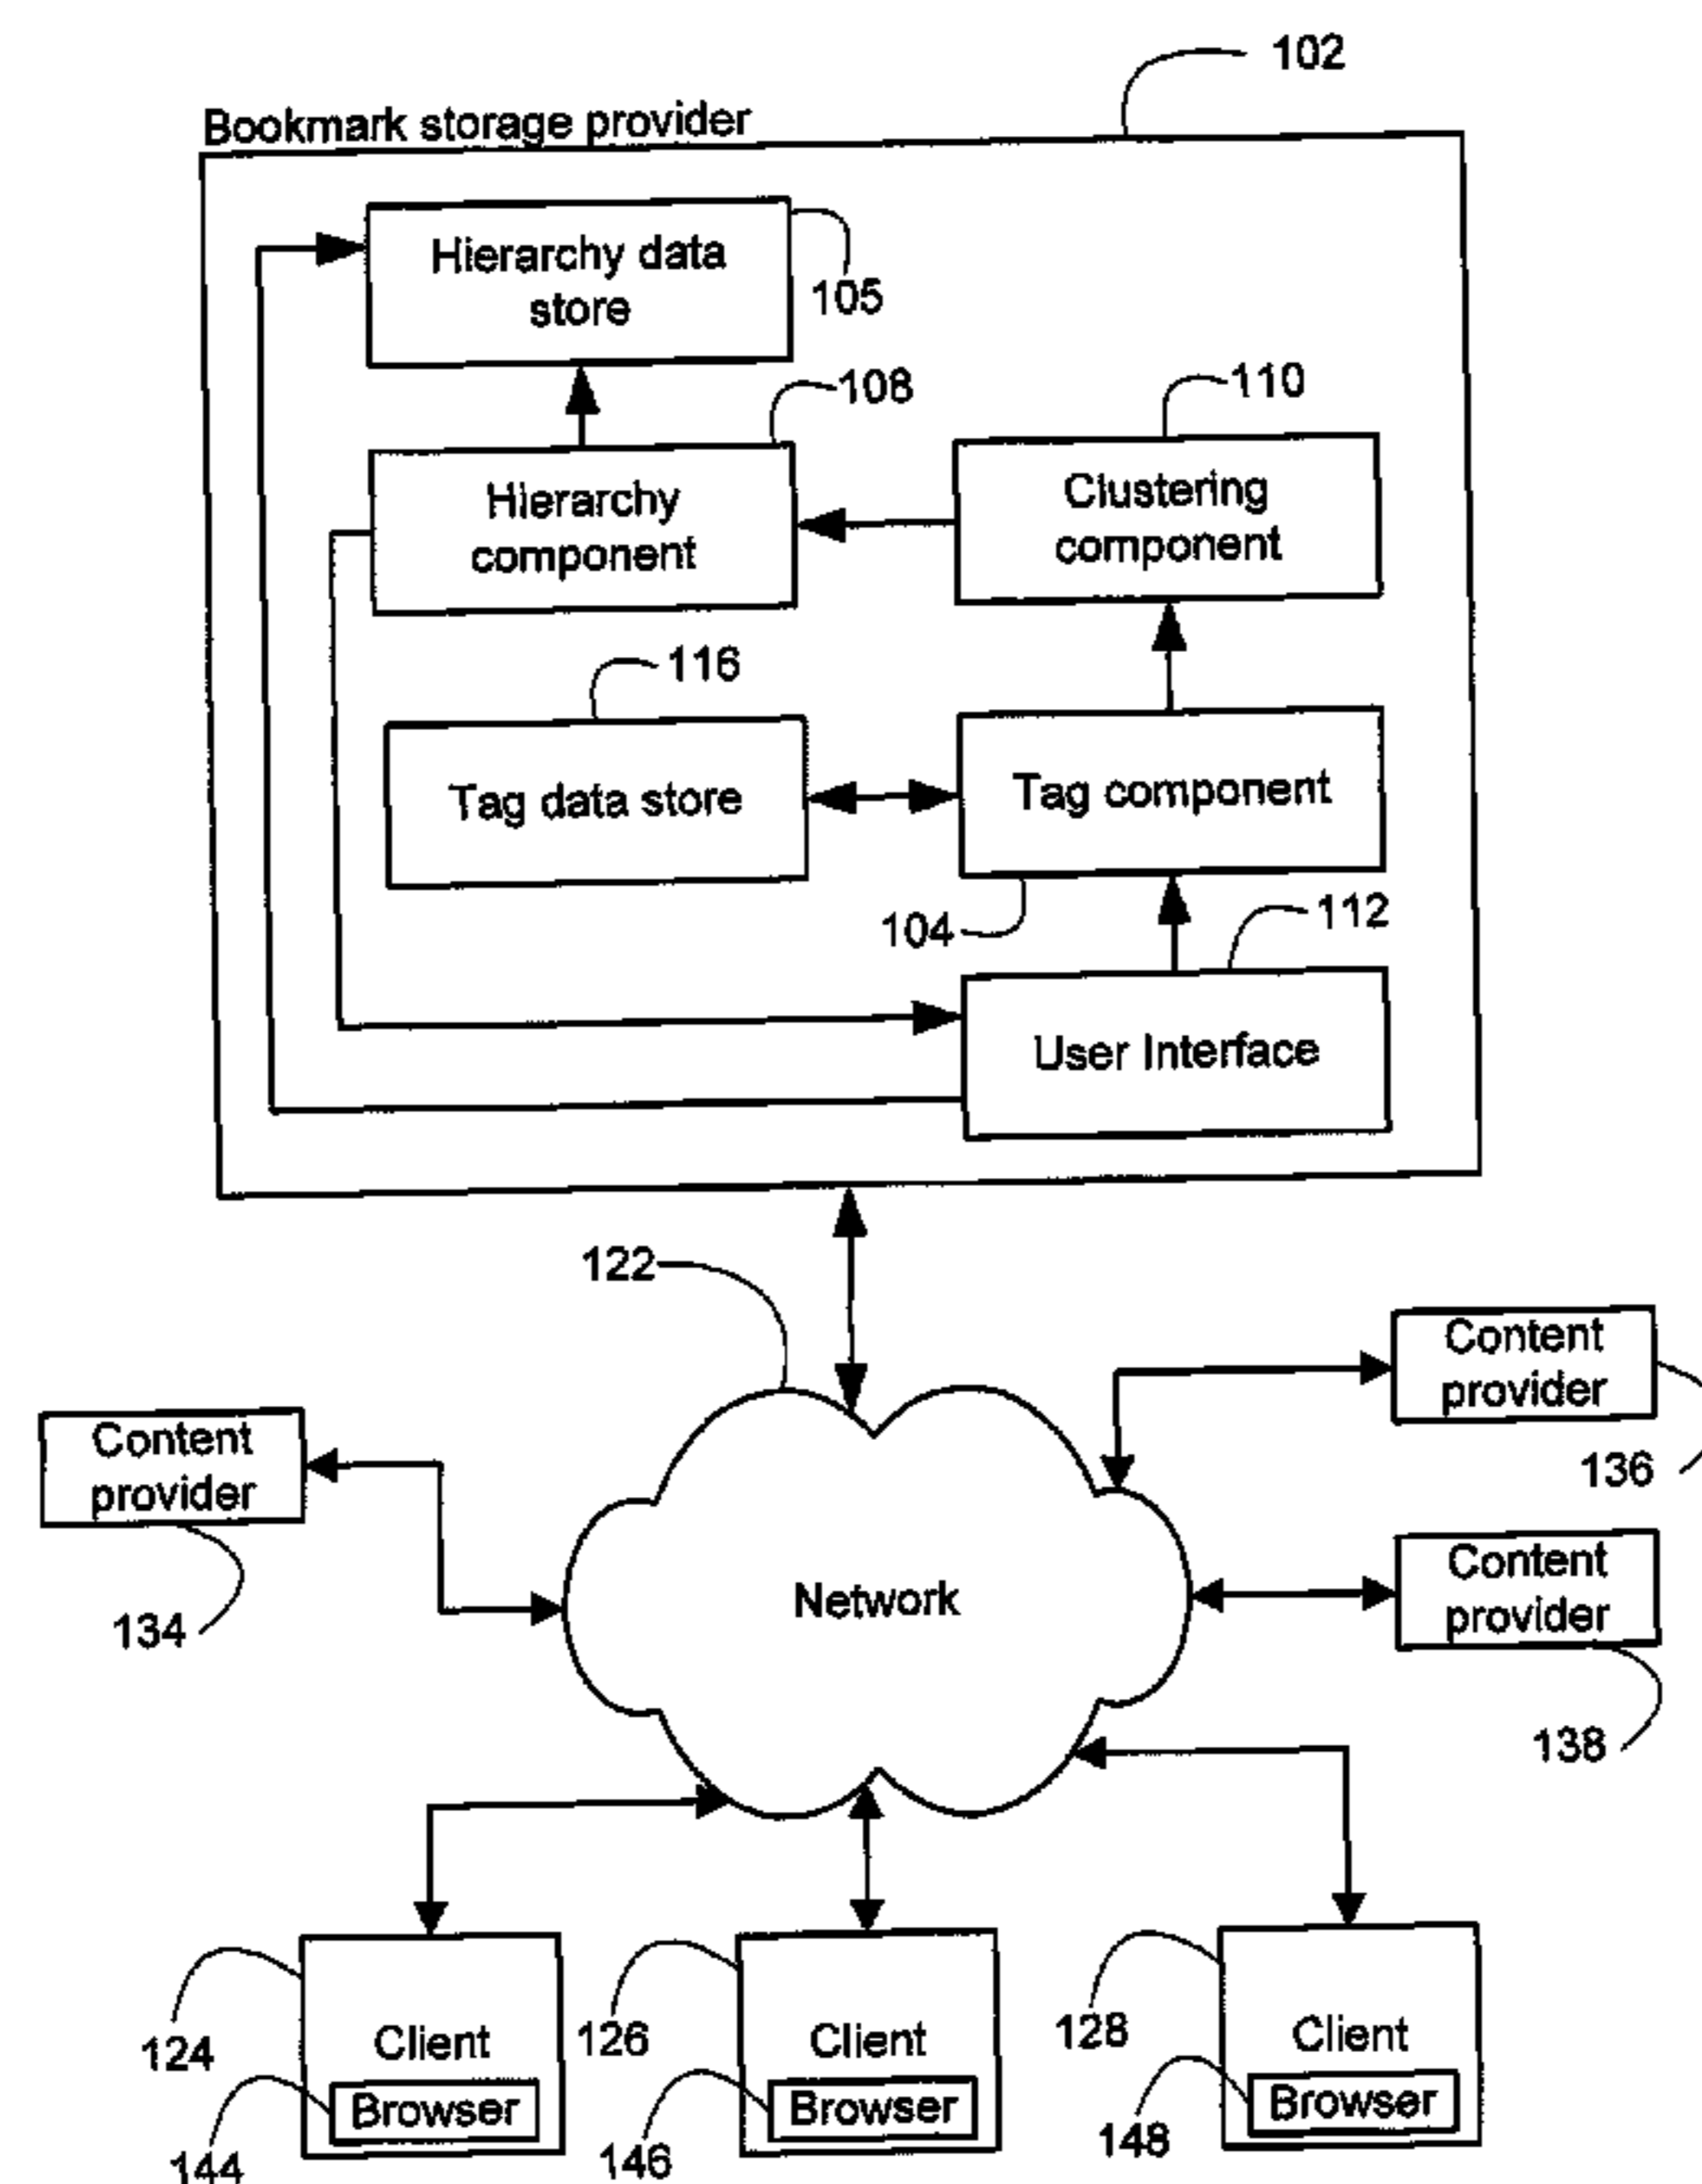 102
Bookmark storage provider
Hierarchy data
store
105
108
110
Hierarchy
component
Clustering
component
116
Tag data store
Tag component
104
112
User Interface
122
Content
provider
136
Content
provider
134
Network
Content
provider
138
124
Client
Browser
144
126
Client
Browser
146
128
Client
Browser
148